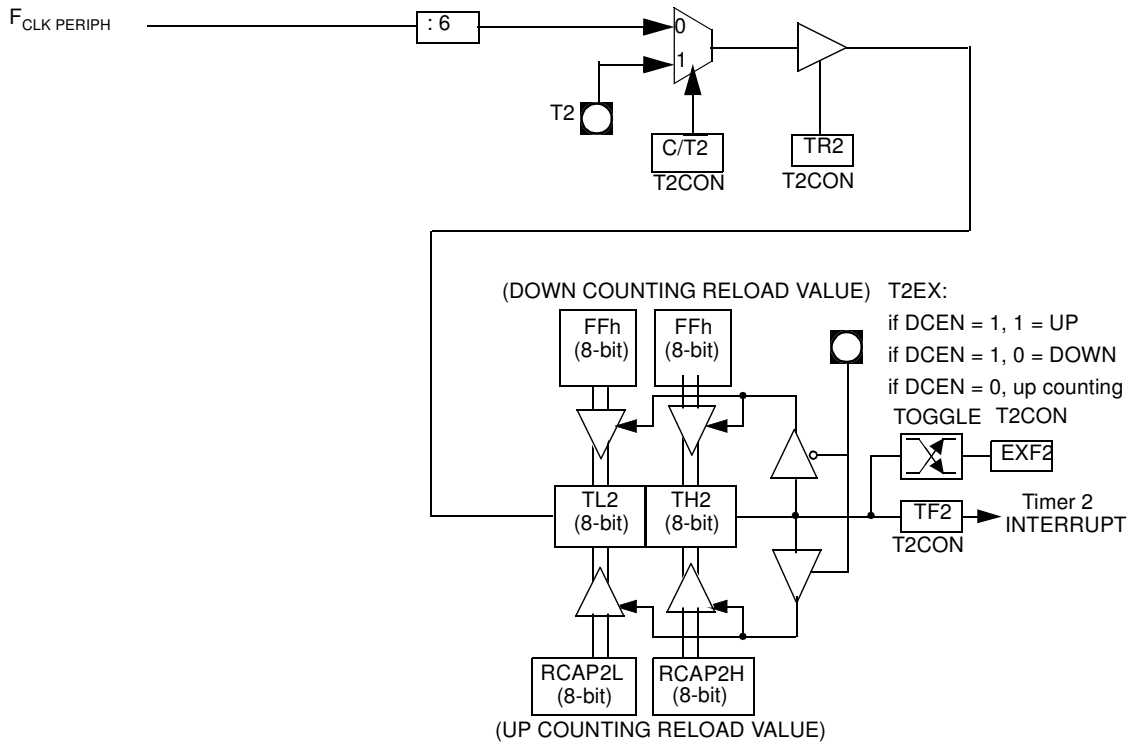 FCLK PERIPH
: 6
0
1
T2
C/T2
T2CON
TR2
T2CON
(DOWN COUNTING RELOAD VALUE)
T2EX:
if DCEN = 1, 1 = UP
if DCEN = 1, 0 = DOWN
if DCEN = 0, up counting
FFh
(8-bit)
FFh
(8-bit)
TOGGLE
T2CON
EXF2
TL2
(8-bit)
TH2
(8-bit)
TF2
T2CON
Timer 2
INTERRUPT
RCAP2L
(8-bit)
RCAP2H
(8-bit)
(UP COUNTING RELOAD VALUE)